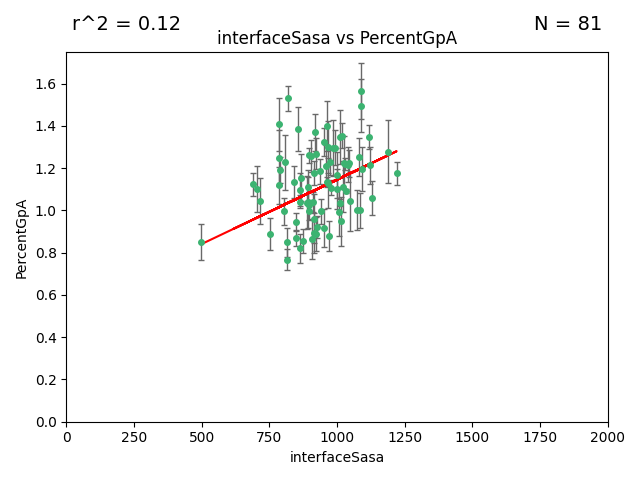 r^2 = 0.12
N = 81
interfaceSasa vs PercentGpA
PercentGpA
1.6
1.4
1.2
1.0
0.8
0.6
0.4
0.2
0.0
0 250 500 750 1000 1250 1500 1750 2000
interfaceSasa